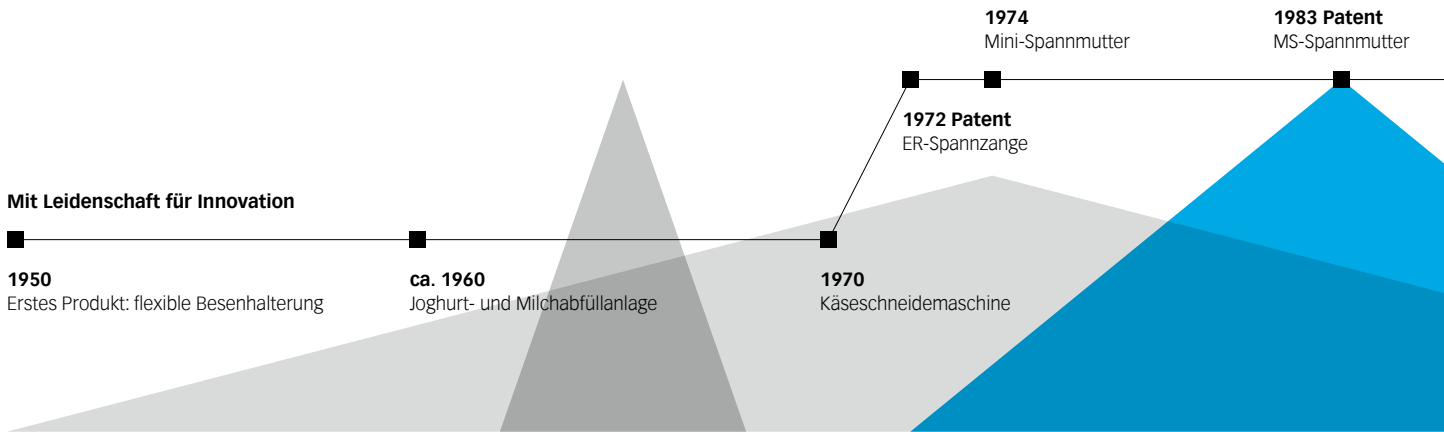 Mit Leidenschaft für Innovation
1950
Erstes Produkt: flexible Besenhalterung
ca. 1960
Joghurt- und Milchabfüllanlage
1970
Käseschneidemaschine
1972 Patent
ER-Spannzange
1974
Mini-Spannmutter
1983 Patent
MS-Spannmutter